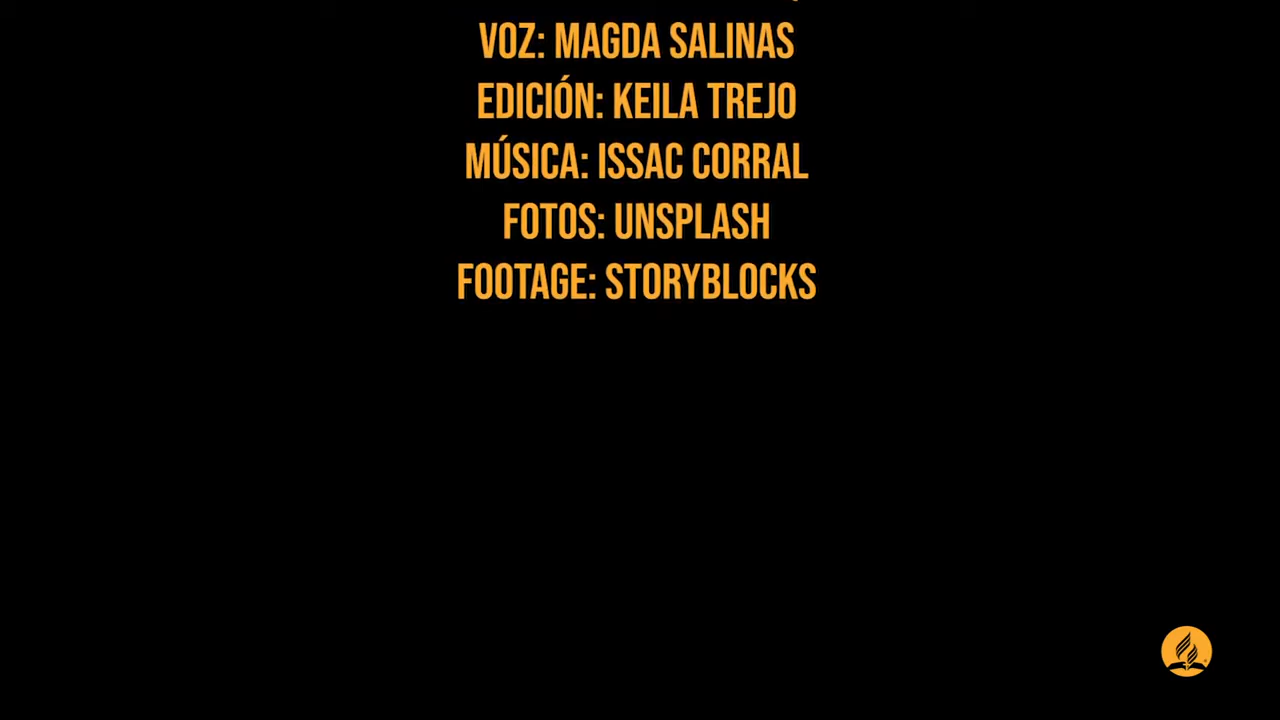 VOZ: MAGDA SALINAS
EDICIÓN: KEILA TREJO
MÚSICA: ISSAC CORRAL
FOTOS: UNSPLASH
FOOTAGE: STORYBLOCKS